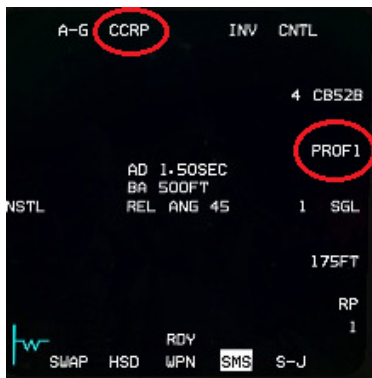 A-G CCRP INV CNTL
4 CB52B
PROF1
AD 1.50SEC
BA 500FT
NSTL REL ANG 45 1 SGL
175FT
RP
1
RDY
SWAP HSD WPN SMS S-J